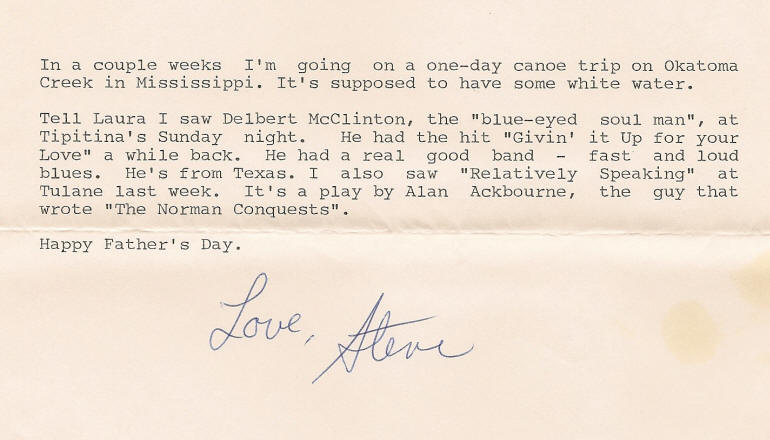 In a couple weeks I'm going on a one-day canoe trip on Okatoma
Creek in Mississippi. It's supposed to have some white water.
Tell Laura I saw Delbert McClinton, the "blue-eyed soul man", at
Tipitina's Sunday night. He had the hit "Givin' it Up for your
Love" a while back. He had a real good band - fast and loud
blues. He's from Texas. I also saw "Relatively Speaking" at
Tulane last week. It's a play by Alan Ackbourne, the guy that
wrote "The Norman Conquests".
Happy Father's Day.
Love, Steve